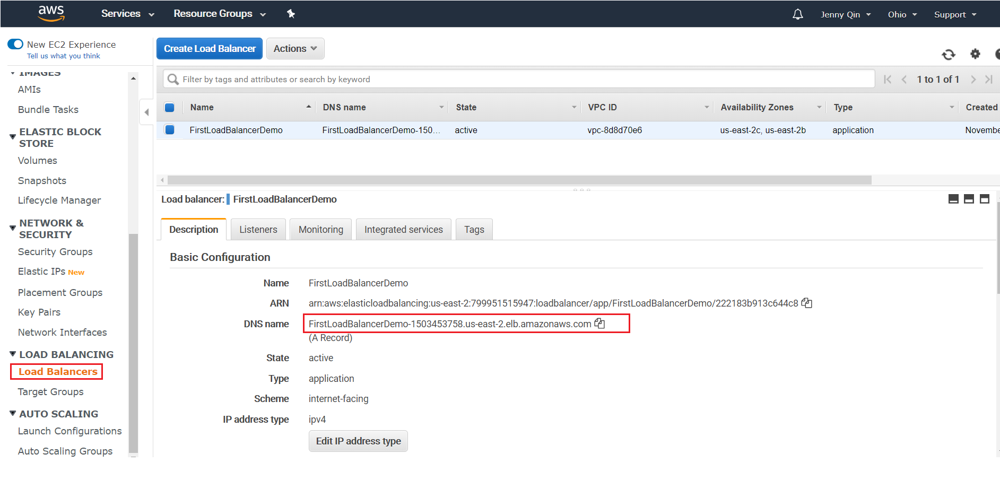 aws
Services
Resource Groups
Jenny Qin
Ohio
Support
New EC2 Experience
Tell us what you think
IMAGES
AMIs
Bundle Tasks
ELASTIC BLOCK
STORE
Volumes
Snapshots
Lifecycle Manager
NETWORK &
SECURITY
Security Groups
Elastic IPs New
Placement Groups
Key Pairs
Network Interfaces
LOAD BALANCING
Load Balancers
Target Groups
AUTO SCALING
Launch Configurations
Auto Scaling Groups
Create Load Balancer
Actions
Filter by tags and attributes or search by keyword
1 to 1 of 1
Name DNS name State VPC ID Availability Zones Type Created
FirstLoadBalancerDemo FirstLoadBalancerDemo-150... active vpc-8d8d70e6 us-east-2c, us-east-2b application Novembe
Load balancer: FirstLoadBalancerDemo
Description Listeners Monitoring Integrated services Tags
Basic Configuration
Name FirstLoadBalancerDemo
ARN arn:aws:elasticloadbalancing:us-east-2:799951515947:loadbalancer/app/FirstLoadBalancerDemo/222183b913c644c8
DNS name FirstLoadBalancerDemo-1503453758.us-east-2.elb.amazonaws.com
(A Record)
State active
Type application
Scheme internet-facing
IP address type ipv4
Edit IP address type